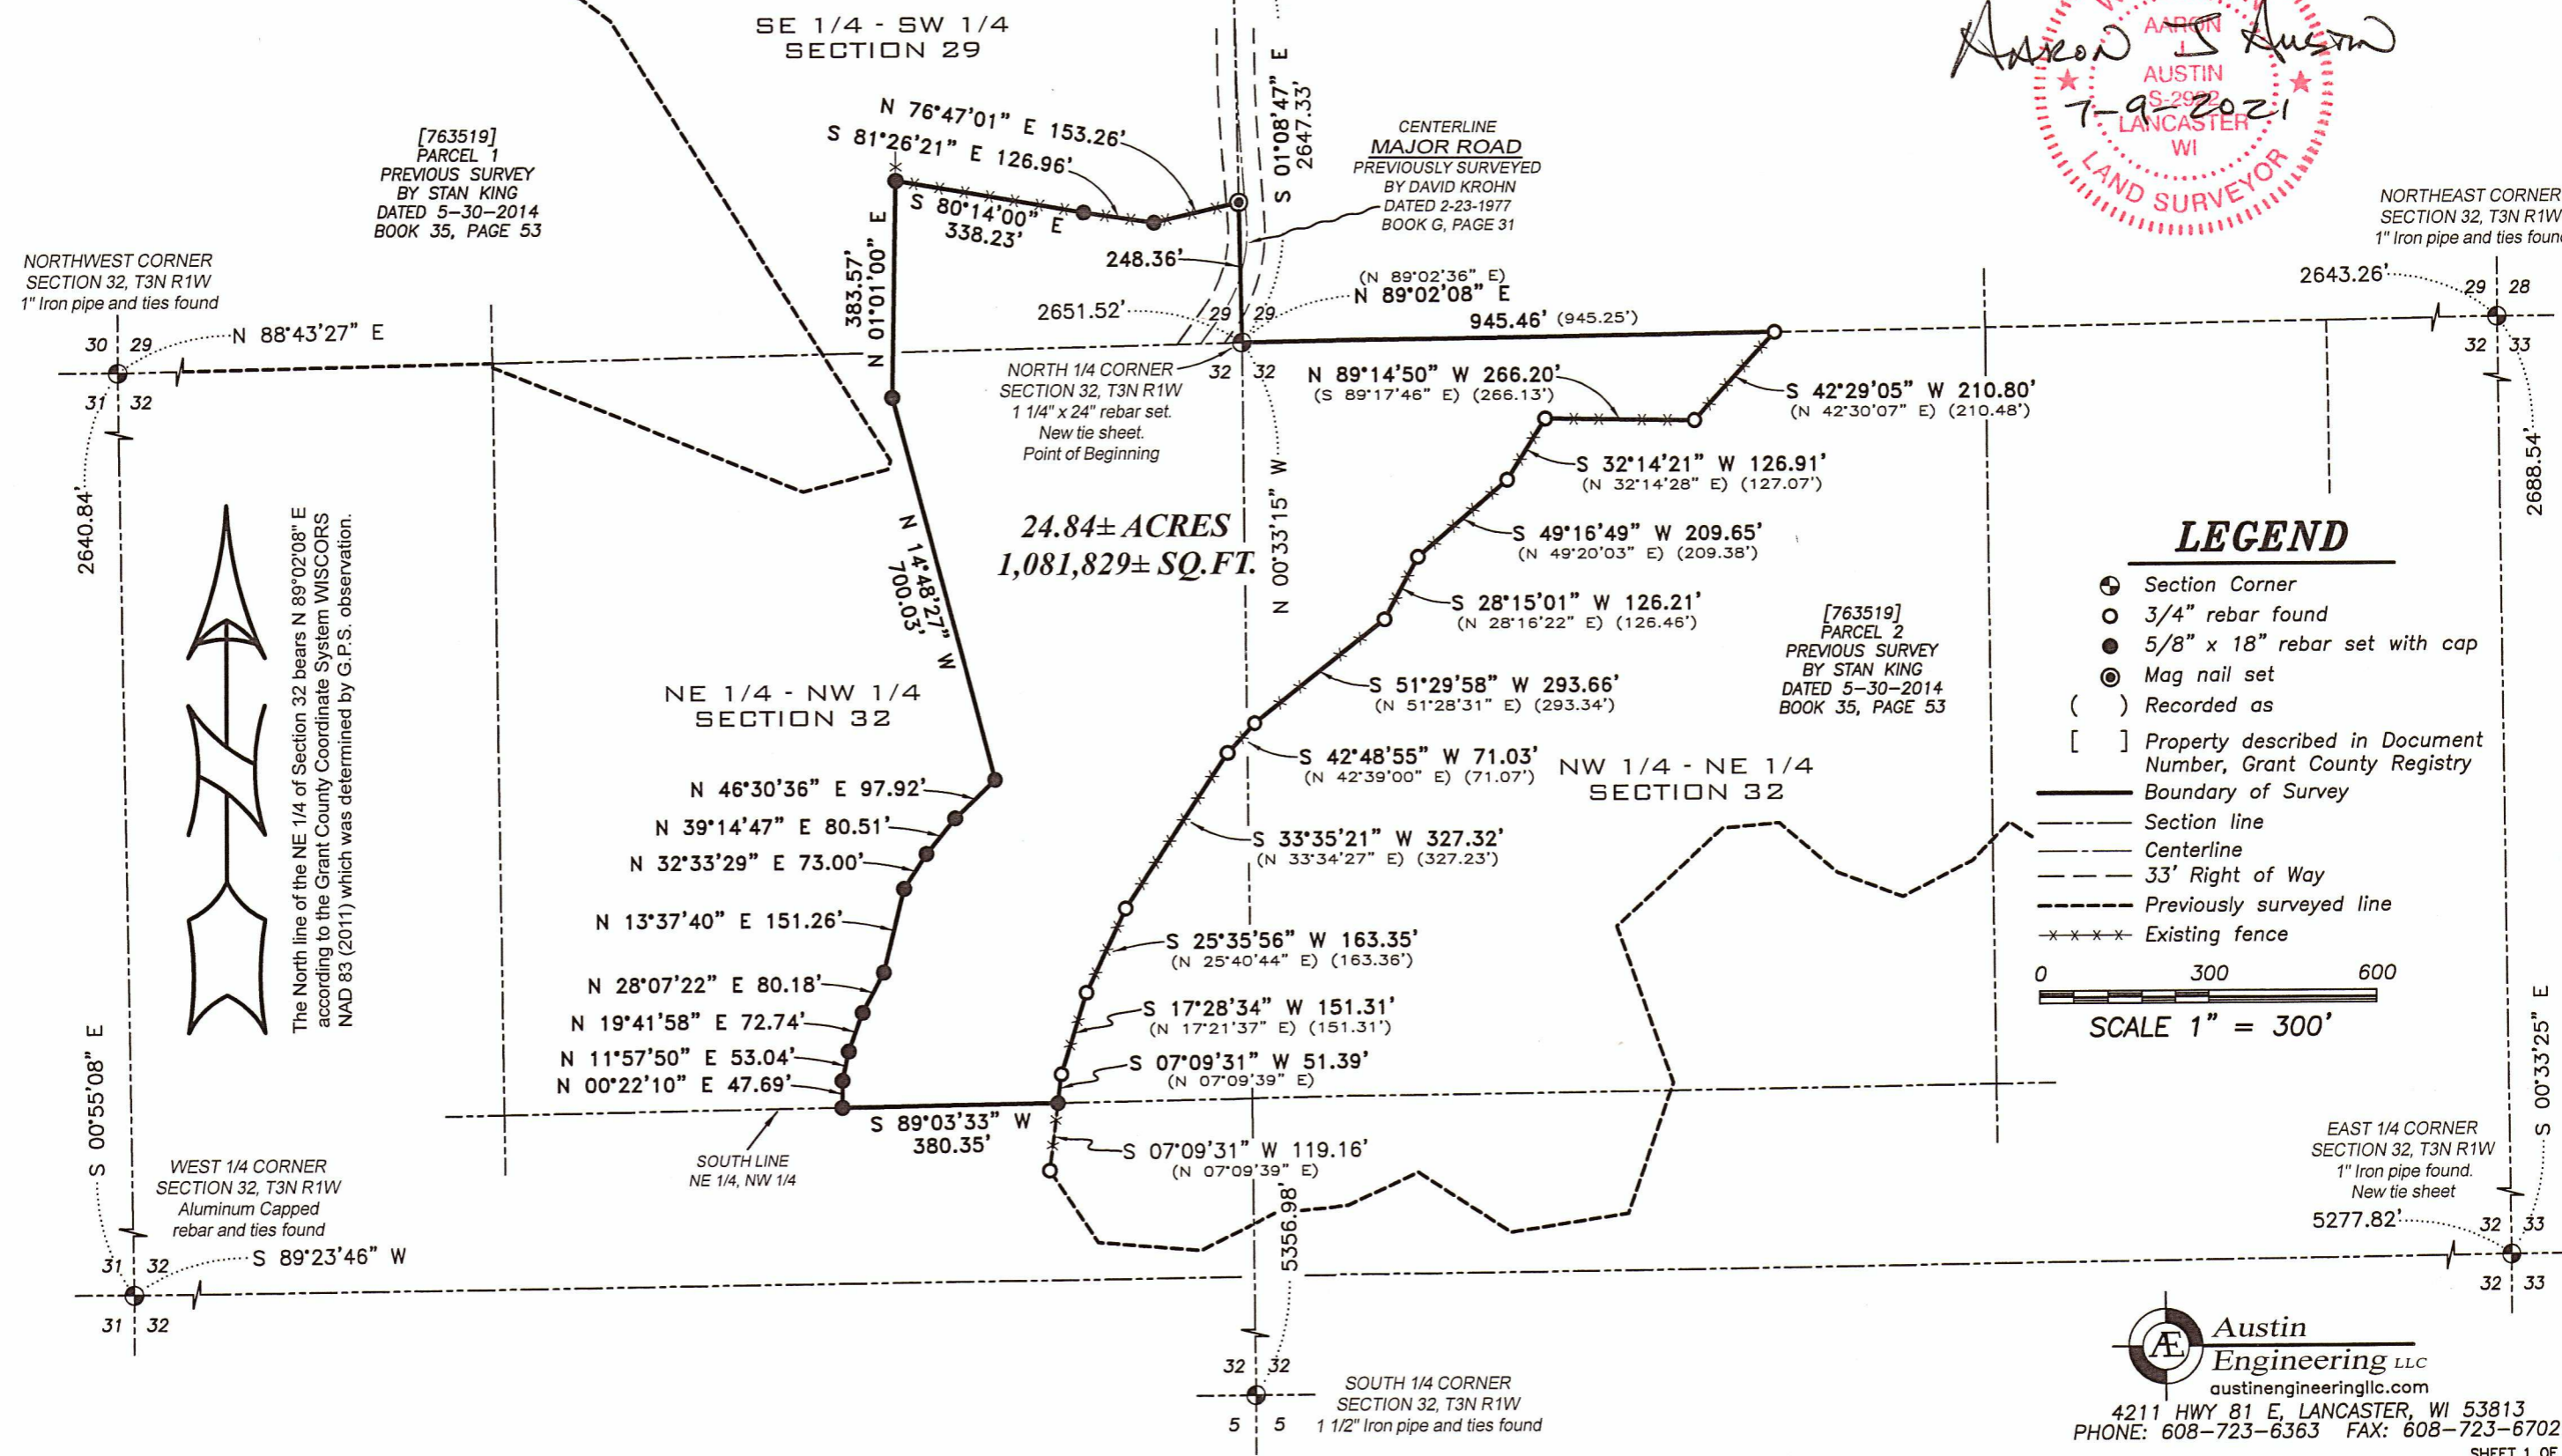 SE 1/4 - SW 1/4
SECTION 29
[763519]
PARCEL 1
PREVIOUS SURVEY
BY STAN KING
DATED 5-30-2014
BOOK 35, PAGE 53
N 76°47'01" E 153.26'
S 81°26'21" E 126.96'
S 80°14'00" E
338.23'
383.57'
N 01°01'00" E
248.36'
S 01°08'47" E
2647.33'
CENTERLINE
MAJOR ROAD
PREVIOUSLY SURVEYED
BY DAVID KROHN
DATED 2-23-1977
BOOK G, PAGE 31
AARON J AUSTIN
7-9-2021
AARON
AUSTIN
S-2922
LANCASTER
WI
LAND SURVEYOR
NORTHEAST CORNER
SECTION 32, T3N R1W
1" Iron pipe and ties
2643.26'
29 28
32 33
NORTHWEST CORNER
SECTION 32, T3N R1W
1" Iron pipe and ties found
N 88°43'27" E
30 29
31 32
2651.52'
29 29
32 32
(N 89°02'36" E)
N 89°02'08" E
945.46' (945.25')
NORTH 1/4 CORNER
SECTION 32, T3N R1W
1 1/4" x 24" rebar set.
New tie sheet.
Point of Beginning
N 89°14'50" W 266.20'
(S 89°17'46" E) (266.13')
S 42°29'05" W 210.80'
(N 42°30'07" E) (210.48')
S 32°14'21" W 126.91'
(N 32°14'28" E) (127.07')
S 49°16'49" W 209.65'
(N 49°20'03" E) (209.38')
S 28°15'01" W 126.21'
(N 28°16'22" E) (126.46')
S 51°29'58" W 293.66'
(N 51°28'31" E) (293.34')
S 42°48'55" W 71.03'
(N 42°39'00" E) (71.07')
S 33°35'21" W 327.32'
(N 33°34'27" E) (327.23')
S 25°35'56" W 163.35'
(N 25°40'44" E) (163.36')
S 17°28'34" W 151.31'
(N 17°21'37" E) (151.31')
S 07°09'31" W 51.39'
(N 07°09'39" E)
S 07°09'31" W 119.16'
(N 07°09'39" E)
2640.84'
S 00°55'08" E
The North line of the NE 1/4 of Section 32 bears N 89°02'08" E
according to the Grant County Coordinate System WISCORS
NAD 83 (2011) which was determined by G.P.S. observation.
N
24.84± ACRES
1,081,829± SQ.FT.
N 00°33'15" W
5356.98'
N 14°48'27" W
700.03'
NE 1/4 - NW 1/4
SECTION 32
N 46°30'36" E 97.92'
N 39°14'47" E 80.51'
N 32°33'29" E 73.00'
N 13°37'40" E 151.26'
N 28°07'22" E 80.18'
N 19°41'58" E 72.74'
N 11°57'50" E 53.04'
N 00°22'10" E 47.69'
S 89°03'33" W
380.35'
SOUTH LINE
NE 1/4, NW 1/4
[763519]
PARCEL 2
PREVIOUS SURVEY
BY STAN KING
DATED 5-30-2014
BOOK 35, PAGE 53
NW 1/4 - NE 1/4
SECTION 32
2688.54'
S 00°33'25" E
LEGEND
Section Corner
3/4" rebar found
5/8" x 18" rebar set with cap
Mag nail set
( ) Recorded as
[ ] Property described in Document
Number, Grant County Registry
Boundary of Survey
Section line
Centerline
33' Right of Way
Previously surveyed line
Existing fence
0 300 600
SCALE 1" = 300'
WEST 1/4 CORNER
SECTION 32, T3N R1W
Aluminum Capped
rebar and ties found
S 89°23'46" W
31 32
31 32
EAST 1/4 CORNER
SECTION 32, T3N R1W
1" Iron pipe found.
New tie sheet
5277.82'
32 33
32 33
32 32
5 5
SOUTH 1/4 CORNER
SECTION 32, T3N R1W
1 1/2" Iron pipe and ties found
AE
Austin
Engineering LLC
austinengineeringllc.com
4211 HWY 81 E, LANCASTER, WI 53813
PHONE: 608-723-6363 FAX: 608-723-6702
SHEET 1 OF